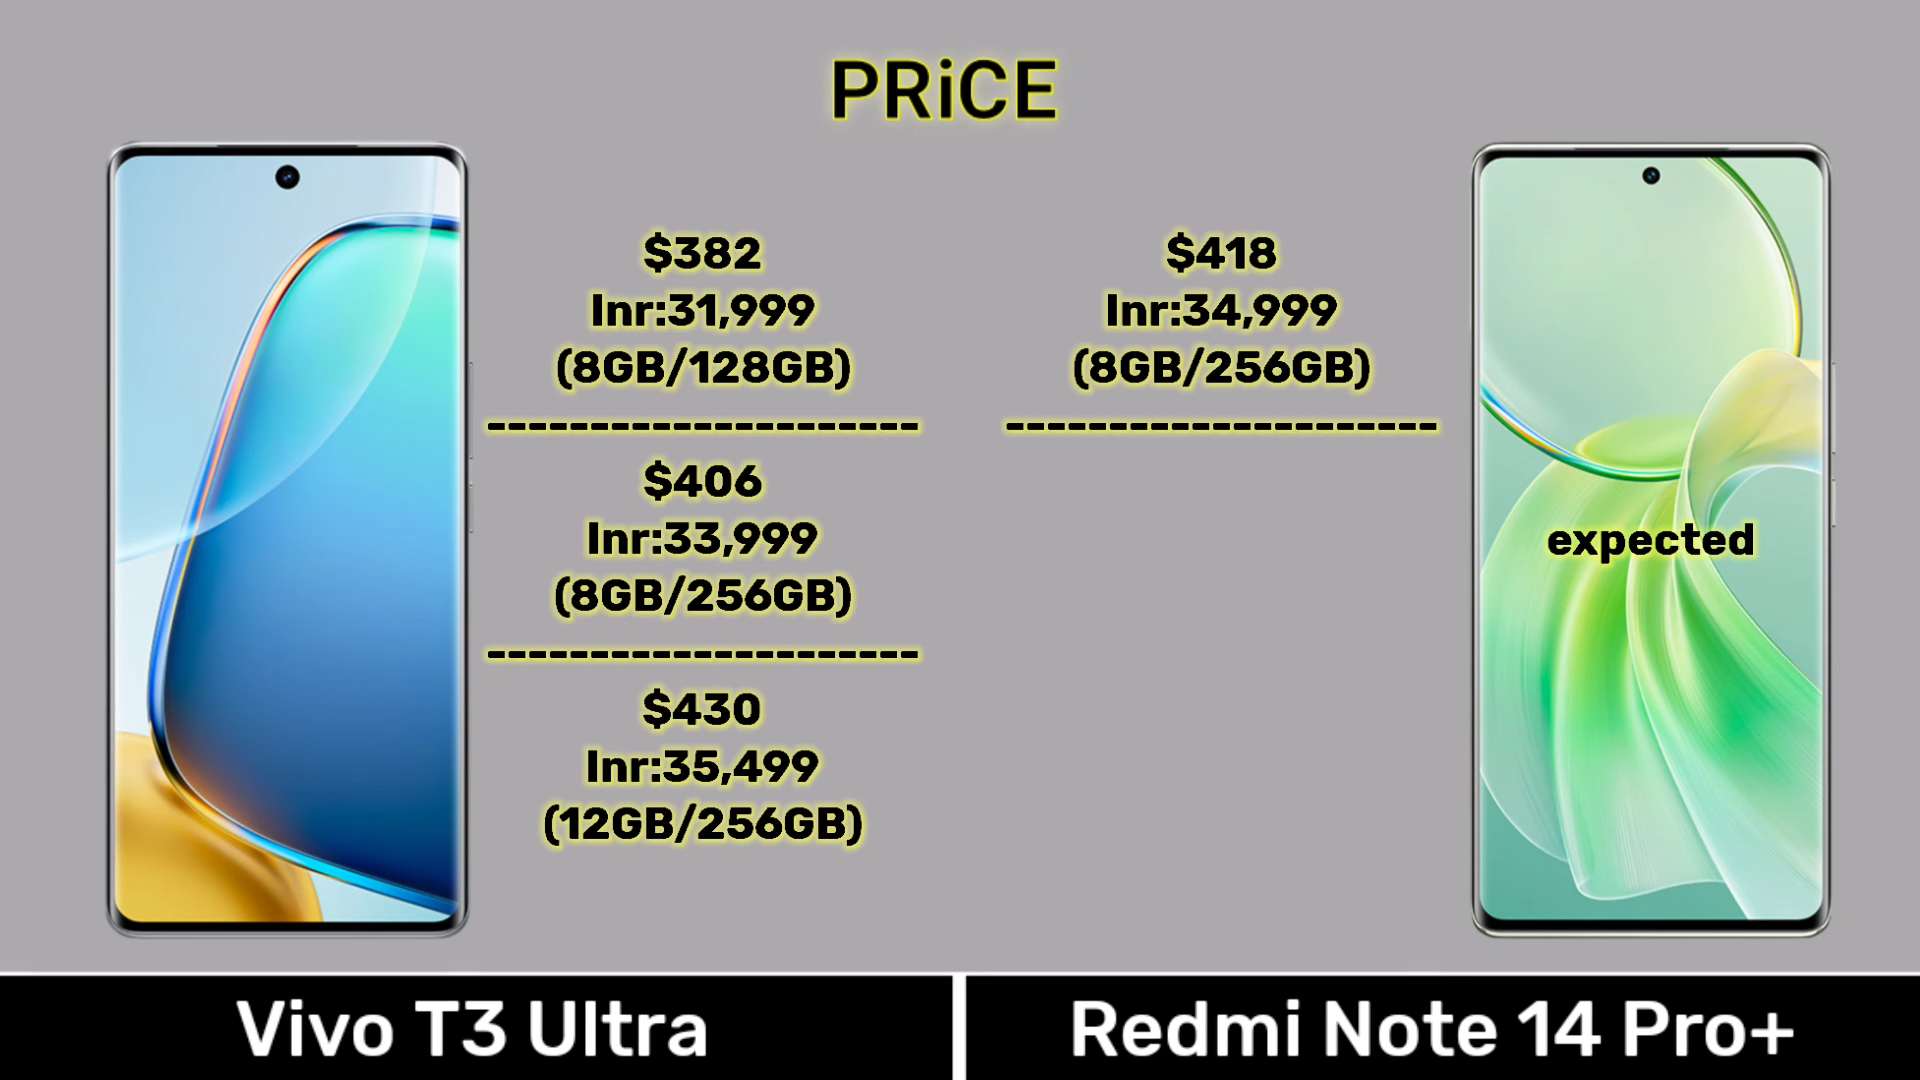 PRiCE
$382
Inr:31,999
(8GB/128GB)
---------------------
$406
Inr:33,999
(8GB/256GB)
---------------------
$430
Inr:35,499
(12GB/256GB)
$418
Inr:34,999
(8GB/256GB)
---------------------
expected
Vivo T3 Ultra
Redmi Note 14 Pro+